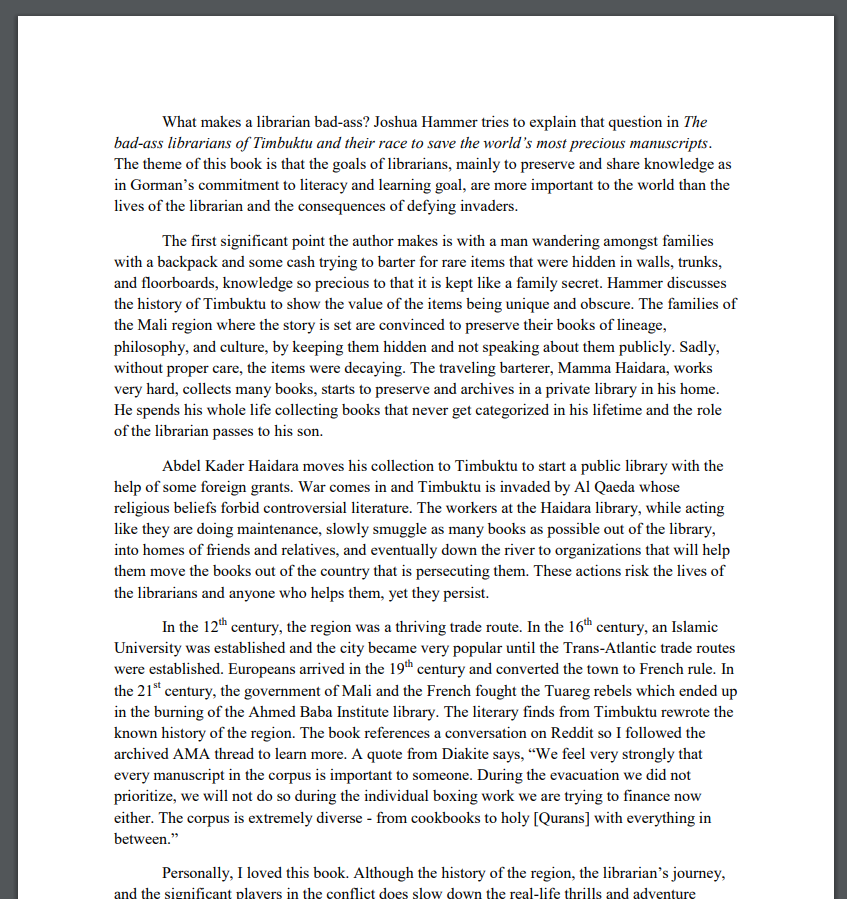 What makes a librarian bad-ass? Joshua Hammer tries to explain that question in The
bad-ass librarians of Timbuktu and their race to save the world’s most precious manuscripts.
The theme of this book is that the goals of librarians, mainly to preserve and share knowledge as
in Gorman’s commitment to literacy and learning goal, are more important to the world than the
lives of the librarian and the consequences of defying invaders.
The first significant point the author makes is with a man wandering amongst families
with a backpack and some cash trying to barter for rare items that were hidden in walls, trunks,
and floorboards, knowledge so precious to that it is kept like a family secret. Hammer discusses
the history of Timbuktu to show the value of the items being unique and obscure. The families of
the Mali region where the story is set are convinced to preserve their books of lineage,
philosophy, and culture, by keeping them hidden and not speaking about them publicly. Sadly,
without proper care, the items were decaying. The traveling barterer, Mamma Haidara, works
very hard, collects many books, starts to preserve and archives in a private library in his home.
He spends his whole life collecting books that never get categorized in his lifetime and the role
of the librarian passes to his son.
Abdel Kader Haidara moves his collection to Timbuktu to start a public library with the
help of some foreign grants. War comes in and Timbuktu is invaded by Al Qaeda whose
religious beliefs forbid controversial literature. The workers at the Haidara library, while acting
like they are doing maintenance, slowly smuggle as many books as possible out of the library,
into homes of friends and relatives, and eventually down the river to organizations that will help
them move the books out of the country that is persecuting them. These actions risk the lives of
the librarians and anyone who helps them, yet they persist.
In the 12th century, the region was a thriving trade route. In the 16th century, an Islamic
University was established and the city became very popular until the Trans-Atlantic trade routes
were established. Europeans arrived in the 19th century and converted the town to French rule. In
the 21st century, the government of Mali and the French fought the Tuareg rebels which ended up
in the burning of the Ahmed Baba Institute library. The literary finds from Timbuktu rewrote the
known history of the region. The book references a conversation on Reddit so I followed the
archived AMA thread to learn more. A quote from Diakite says, “We feel very strongly that
every manuscript in the corpus is important to someone. During the evacuation we did not
prioritize, we will not do so during the individual boxing work we are trying to finance now
either. The corpus is extremely diverse - from cookbooks to holy [Qurans] with everything in
between.”
Personally, I loved this book. Although the history of the region, the librarian’s journey,
and the significant players in the conflict does slow down the real-life thrills and adventure